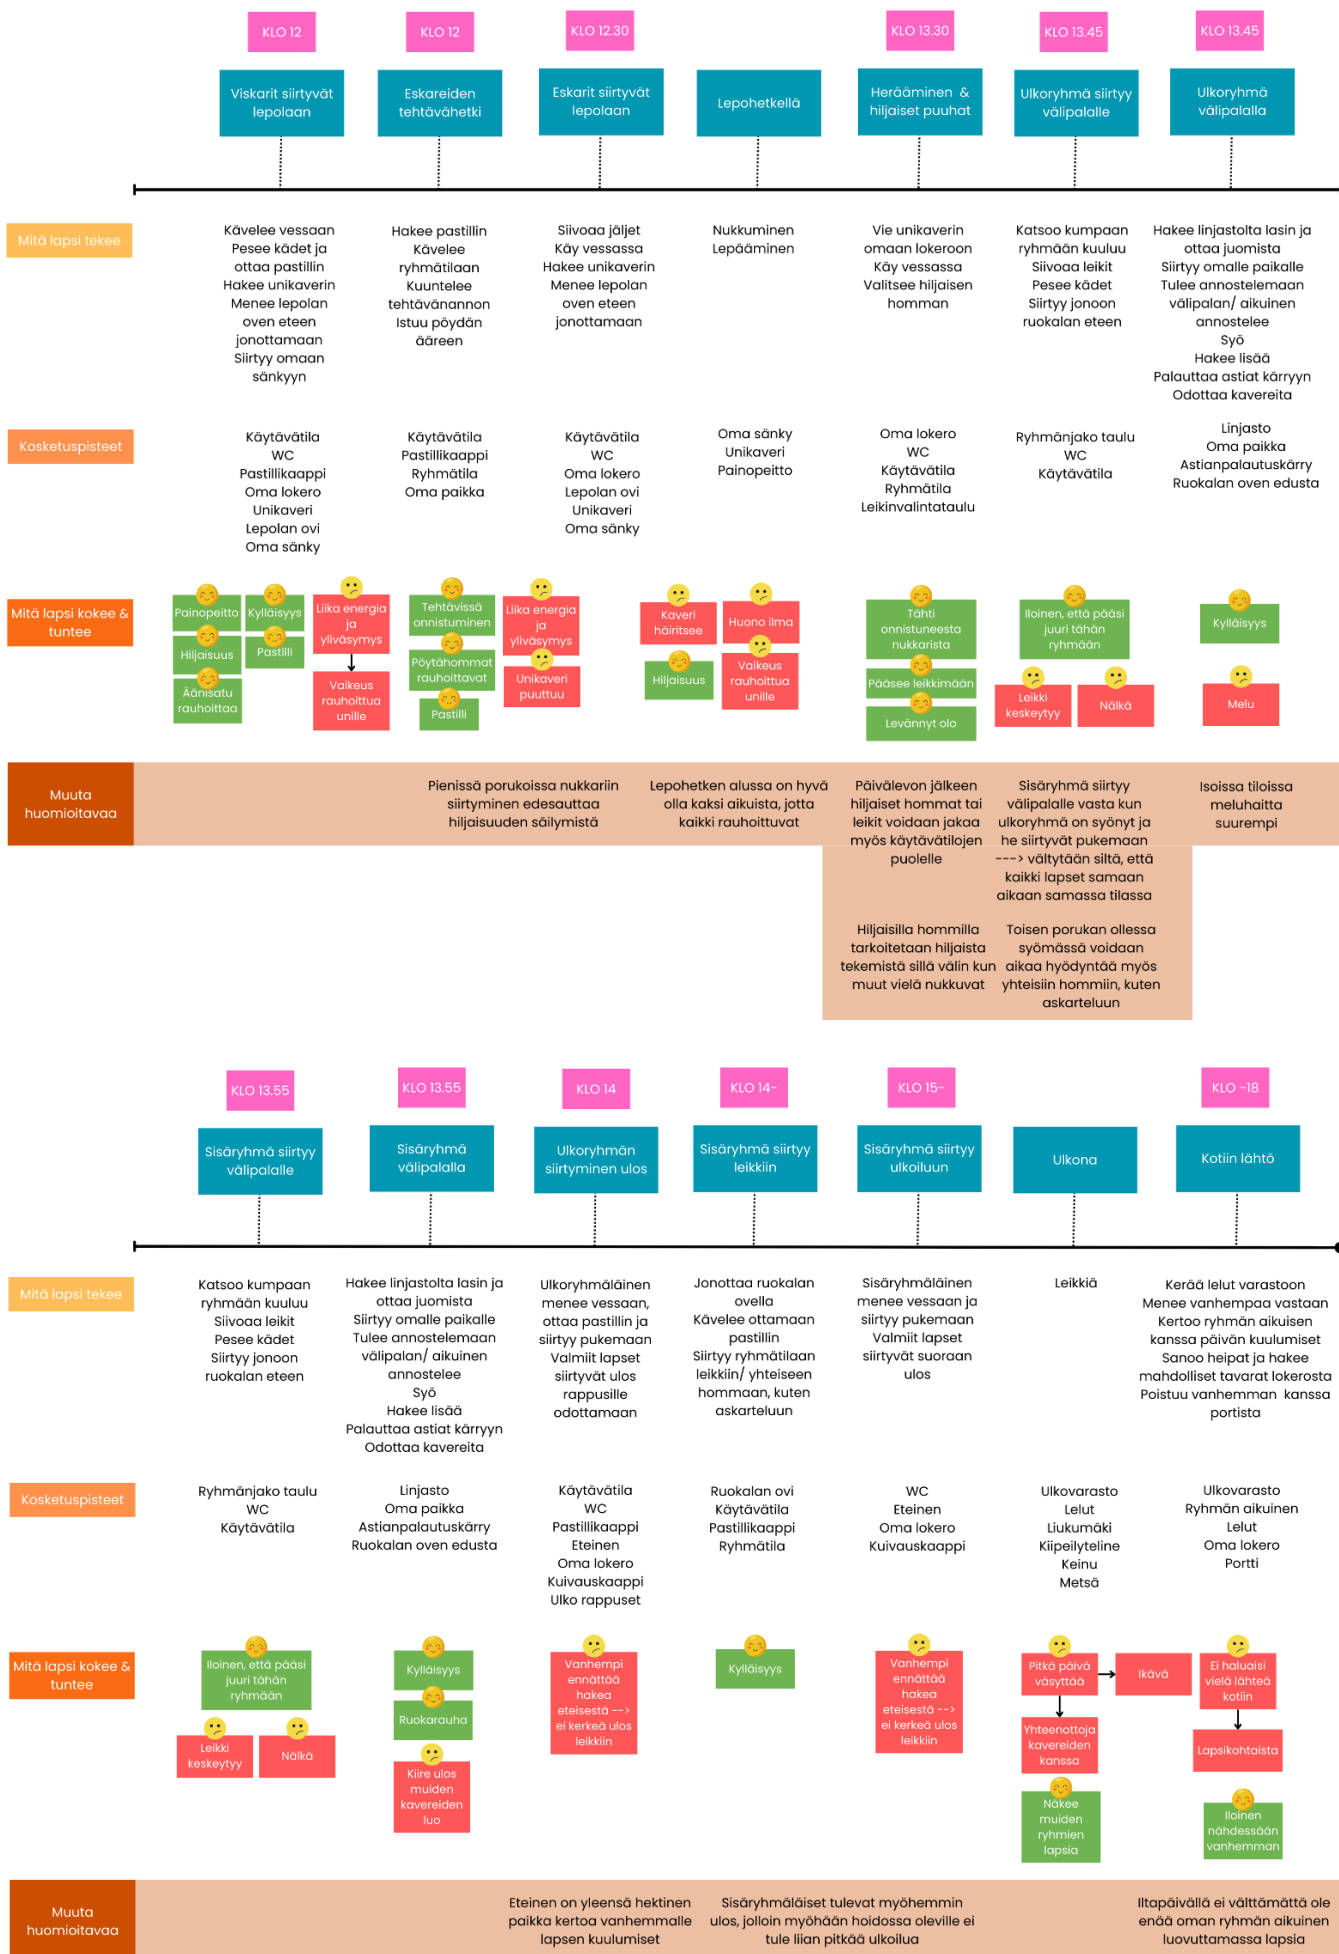 KLO 12
KLO 12
KLO 12.30
KLO 13.30
KLO 13.45
KLO 13.45
Viskarit siirtyvät
lepolaan
Eskareiden
tehtävähetki
Eskarit siirtyvät
lepolaan
Lepohetkellä
Herääminen &
hiljaiset puuhat
Ulkoryhmä siirtyy
välipalalle
Ulkoryhmä
välipalalla
Mitä lapsi tekee
Kävelee vessaan
Pesee kädet ja
ottaa pastillin
Hakee unikaverin
Menee lepolan
oven eteen
jonottamaan
Siirtyy omaan
sänkyyn
Hakee pastillin
Kävelee
ryhmätilaan
Kuuntelee
tehtävänannon
Istuu pöydän
ääreen
Siivoaa jäljet
Käy vessassa
Hakee unikaverin
Menee lepolan
oven eteen
jonottamaan
Nukkuminen
Lepääminen
Vie unikaverin
omaan lokeroon
Käy vessassa
Valitsee hiljaisen
homman
Katsoo kumpaan
ryhmään kuuluu
Siivoaa leikit
Pesee kädet
Siirtyy jonoon
ruokalan eteen
Hakee linjastolta lasin ja
ottaa juomista
Siirtyy omalle paikalle
Tulee annostelemaan
välipalan/ aikuinen
annostelee
Syö
Hakee lisää
Palauttaa astiat kärryyn
Odottaa kavereita
Kosketuspisteet
Käytävätila
WC
Pastillikaappi
Oma lokero
Unikaveri
Lepolan ovi
Oma sänky
Käytävätila
Pastillikaappi
Ryhmätila
Oma paikka
Käytävätila
WC
Oma lokero
Lepolan ovi
Unikaveri
Oma sänky
Oma sänky
Unikaveri
Painopeitto
Oma lokero
WC
Käytävätila
Ryhmätila
Leikinvalintataulu
Ryhmänjako taulu
WC
Käytävätila
Linjasto
Oma paikka
Astianpalautuskärry
Ruokalan oven edusta
Mitä lapsi kokee &
tuntee
Painopeitto
Hiljaisuus
Äänisatu
rauhoittaa
Kylläisyys
Pastilli
Liika energia
ja
yliväsymys
Vaikeus
rauhoittua
unille
Tehtävissä
onnistuminen
Pöytähommat
rauhoittavat
Pastilli
Liika energia
ja
yliväsymys
Unikaveri
puuttuu
Kaveri
häiritsee
Hiljaisuus
Huono ilma
Vaikeus
rauhoittua
unille
Tähti
onnistuneesta
nukkarista
Pääsee leikkimään
Levännyt olo
Iloinen, että pääsi
juuri tähän
ryhmään
Leikki
keskeytyy
Nälkä
Kylläisyys
Melu
Muuta
huomioitavaa
Pienissä porukoissa nukkariin
siirtyminen edesauttaa
hiljaisuuden säilymistä
Lepohetken alussa on hyvä
olla kaksi aikuista, jotta
kaikki rauhoittuvat
Päivälevon jälkeen
hiljaiset hommat tai
leikit voidaan jakaa
myös käytävätilojen
puolelle
Hiljaisilla hommilla
tarkoitetaan hiljaista
tekemistä sillä välin kun
muut vielä nukkuvat
Sisäryhmä siirtyy
välipalalle vasta kun
ulkoryhmä on syönyt ja
he siirtyvät pukemaan
---> vältytään siltä, että
kaikki lapset samaan
aikaan samassa tilassa
Toisen porukan ollessa
syömässä voidaan
aikaa hyödyntää myös
yhteisiin hommiin, kuten
askarteluun
Isoissa tiloissa
meluhaitta
suurempi
KLO 13.55
KLO 13.55
KLO 14
KLO 14-
KLO 15-
KLO -18
Sisäryhmä siirtyy
välipalalle
Sisäryhmä
välipalalla
Ulkoryhmän
siirtyminen ulos
Sisäryhmä siirtyy
leikkiin
Sisäryhmä siirtyy
ulkoiluun
Ulkona
Kotiin lähtö
Mitä lapsi tekee
Katsoo kumpaan
ryhmään kuuluu
Siivoaa leikit
Pesee kädet
Siirtyy jonoon
ruokalan eteen
Hakee linjastolta lasin ja
ottaa juomista
Siirtyy omalle paikalle
Tulee annostelemaan
välipalan/ aikuinen
annostelee
Syö
Hakee lisää
Palauttaa astiat kärryyn
Odottaa kavereita
Ulkoryhmäläinen
menee vessaan,
ottaa pastillin ja
siirtyy pukemaan
Valmiit lapset
siirtyvät ulos
rappusille
odottamaan
Jonottaa ruokalan
ovella
Kävelee ottamaan
pastillin
Siirtyy ryhmätilaan
leikkiin/ yhteiseen
hommaan, kuten
askarteluun
Sisäryhmäläinen
menee vessaan ja
siirtyy pukemaan
Valmiit lapset
siirtyvät suoraan
ulos
Leikkiä
Kerää lelut varastoon
Menee vanhempaa vastaan
Kertoo ryhmän aikuisen
kanssa päivän kuulumiset
Sanoo heipat ja hakee
mahdolliset tavarat lokerosta
Poistuu vanhemman kanssa
portista
Kosketuspisteet
Ryhmänjako taulu
WC
Käytävätila
Linjasto
Oma paikka
Astianpalautuskärry
Ruokalan oven edusta
Käytävätila
WC
Pastillikaappi
Eteinen
Oma lokero
Kuivauskaappi
Ulko rappuset
Ruokalan ovi
Käytävätila
Pastillikaappi
Ryhmätila
WC
Eteinen
Oma lokero
Kuivauskaappi
Ulkovarasto
Lelut
Liukumäki
Kiipeilyteline
Keinu
Metsä
Ulkovarasto
Ryhmän aikuinen
Lelut
Oma lokero
Portti
Mitä lapsi kokee &
tuntee
Iloinen, että pääsi
juuri tähän
ryhmään
Leikki
keskeytyy
Nälkä
Kylläisyys
Ruokarauha
Kiire ulos
muiden
kavereiden
luo
Vanhempi
ennättää
hakea
eteisestä -->
ei kerkeä ulos
leikkiin
Kylläisyys
Vanhempi
ennättää
hakea
eteisestä -->
ei kerkeä ulos
leikkiin
Pitkä päivä
väsyttää
Ikävä
Yhteenottoja
kavereiden
kanssa
Näkee
muiden
ryhmien
lapsia
Ei haluaisi
vielä lähteä
kotiin
Lapsikohtaista
Iloinen
nähdessään
vanhemman
Muuta
huomioitavaa
Eteinen on yleensä hektinen
paikka kertoa vanhemmalle
lapsen kuulumiset
Sisäryhmäläiset tulevat myöhemmin
ulos, jolloin myöhään hoidossa oleville ei
tule liian pitkää ulkoilua
Iltapäivällä ei välttämättä ole
enää oman ryhmän aikuinen
luovuttamassa lapsia